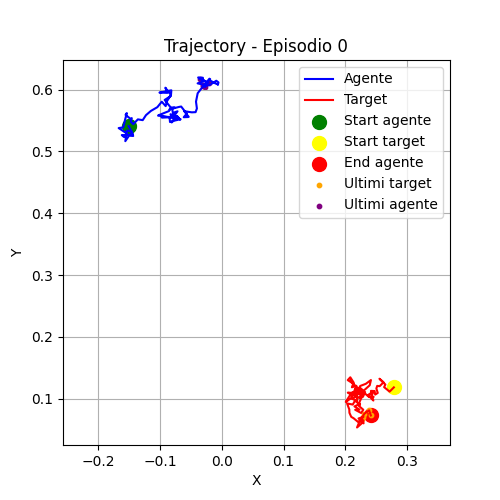 Trajectory - Episodio 0
Agente
Target
Start agente
Start target
End agente
Ultimi target
Ultimi agente
Y
0.6
0.5
0.4
0.3
0.2
0.1
−0.2
−0.1
0.0
0.1
0.2
0.3
X